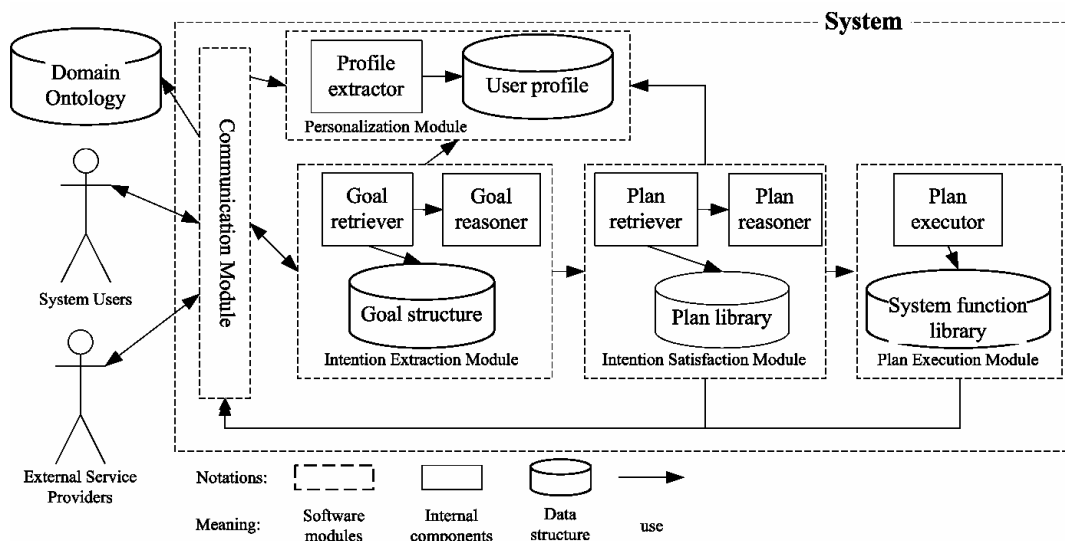 System
Domain
Ontology
Communication Module
Profile
extractor
User profile
Personalization Module
System Users
Goal
retriever
Goal
reasoner
Goal structure
Intention Extraction Module
Plan
retriever
Plan
reasoner
Plan library
Intention Satisfaction Module
Plan
executor
System function
library
Plan Execution Module
External Service
Providers
Notations:
Meaning:
Software
modules
Internal
components
Data
structure
use